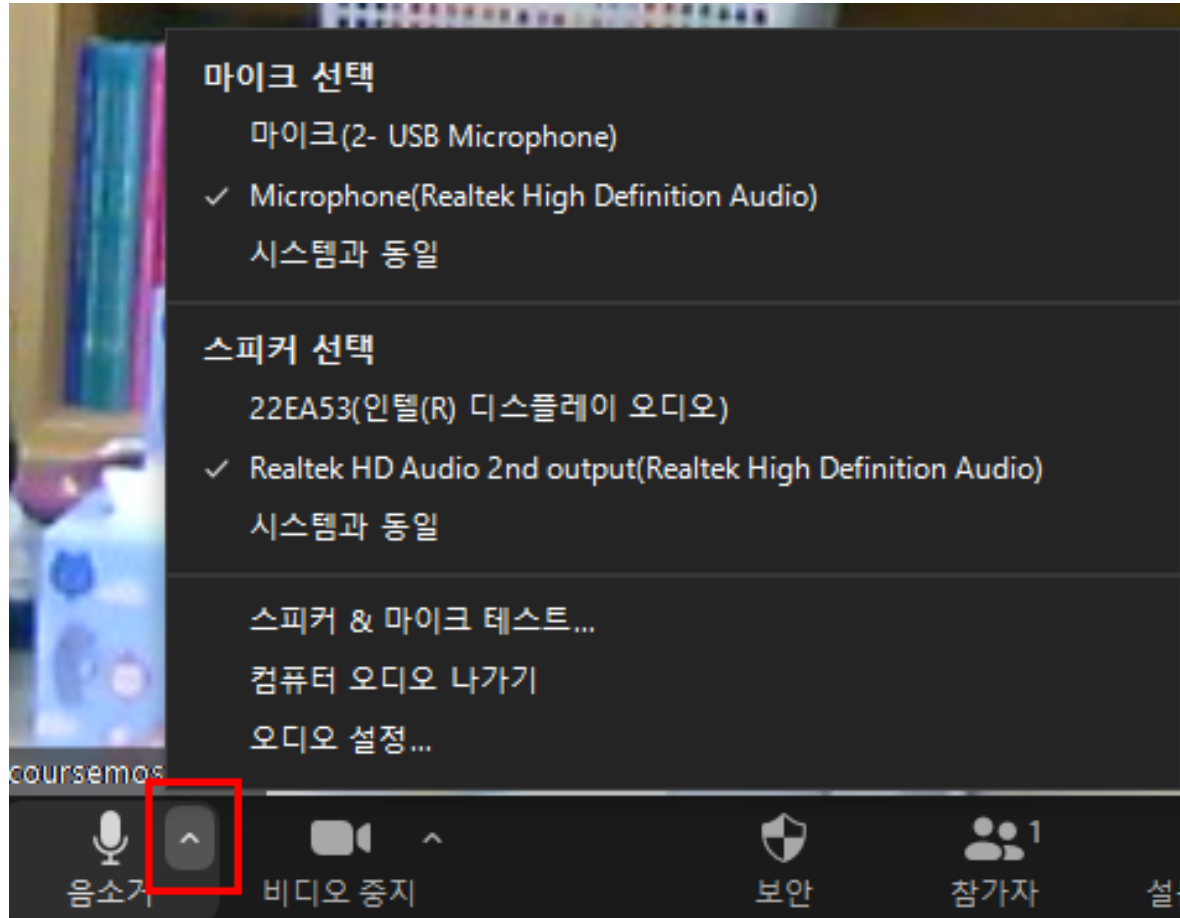 마이크 선택
마이크(2- USB Microphone)
Microphone(Realtek High Definition Audio)
시스템과 동일
스피커 선택
22EA53(인텔(R) 디스플레이 오디오)
Realtek HD Audio 2nd output(Realtek High Definition Audio)
시스템과 동일
스피커 & 마이크 테스트...
컴퓨터 오디오 나가기
오디오 설정...
coursemos
음소거 비디오 중지 보안 참가자 1